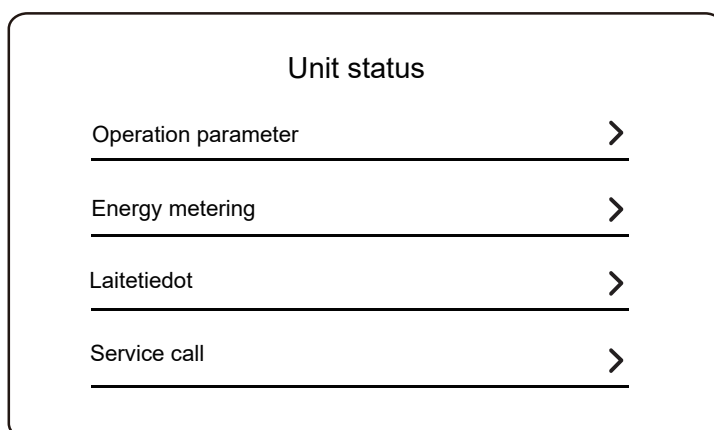 Unit status
Operation parameter
Energy metering
Laitetiedot
Service call